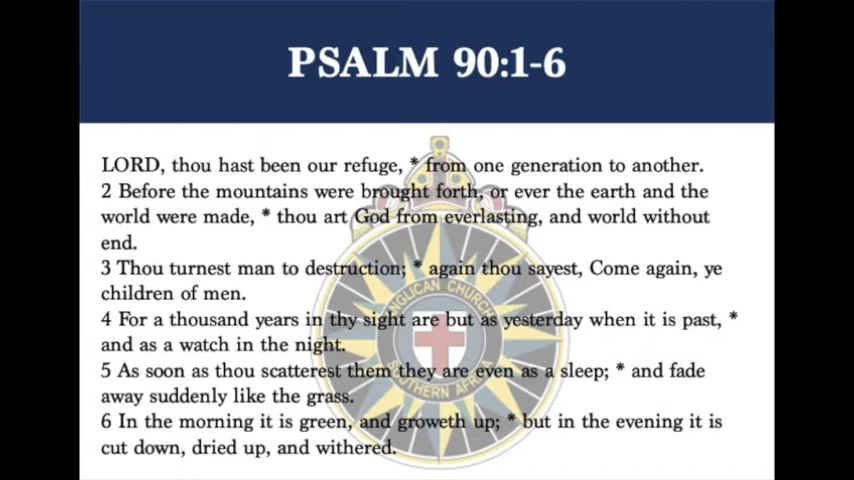 PSALM 90:1-6
LORD, thou hast been our refuge, * from one generation to another.
2 Before the mountains were brought forth, or ever the earth and the
world were made, * thou art God from everlasting, and world without
end.
3 Thou turnest man to destruction; * again thou sayest, Come again, ye
children of men.
4 For a thousand years in thy sight are but as yesterday when it is past, *
and as a watch in the night.
5 As soon as thou scatterest them they are even as a sleep; * and fade
away suddenly like the grass.
6 In the morning it is green, and groweth up; * but in the evening it is
cut down, dried up, and withered.
ANGLICAN CHURCH
SOUTHERN AFRICA